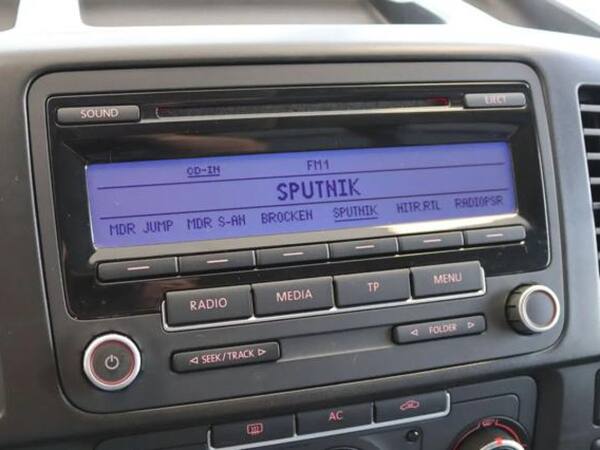 SOUND EJECT
CD-IN FM1
SPUTNIK
MDR JUMP MDR S-AN BROCKEN SPUTNIK HITR.RTL RADIOPSR
RADIO MEDIA TP MENU
SEEK/TRACK FOLDER
AC